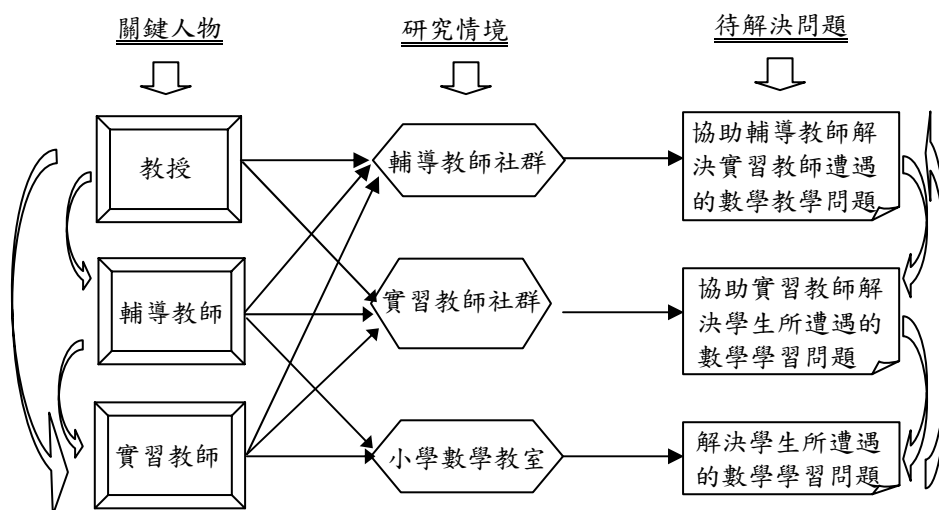 關鍵人物
研究情境
待解決問題
教授
輔導教師社群
協助輔導教師解
決實習教師遭遇
的數學教學問題
輔導教師
實習教師社群
協助實習教師解
決學生所遭遇的
數學學習問題
實習教師
小學數學教室
解決學生所遭遇
的數學學習問題